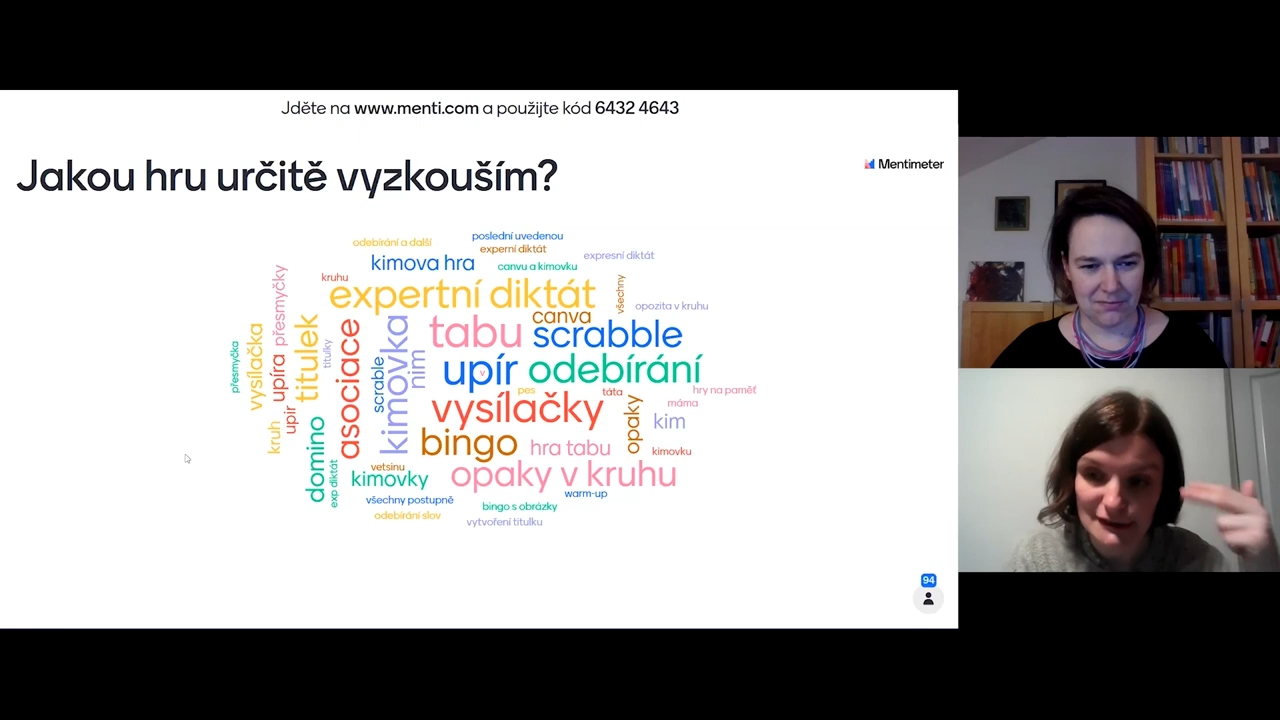 Jděte na www.menti.com a použijte kód 6432 4643
Jakou hru určitě vyzkouším?
Mentimeter
poslední uvedenou
odebírání a další
experní diktát
expresní diktát
kimova hra
canvu a kimovku
kruhu
expertní diktát
všechny
opozita v kruhu
canva
přesmyčky
tabu
scrabble
přesmyčka
vysílačka
upíra
titulek
titulky
asociace
scrable
kimovka
nim
upír
v
odebírání
pes
táta
hry na paměť
máma
vysílačky
opaky
kim
kruh
upir
bingo
hra tabu
kimovku
domino
exp diktát
vetsinu
kimovky
opaky v kruhu
všechny postupně
warm-up
bingo s obrázky
odebírání slov
vytvoření titulku
94